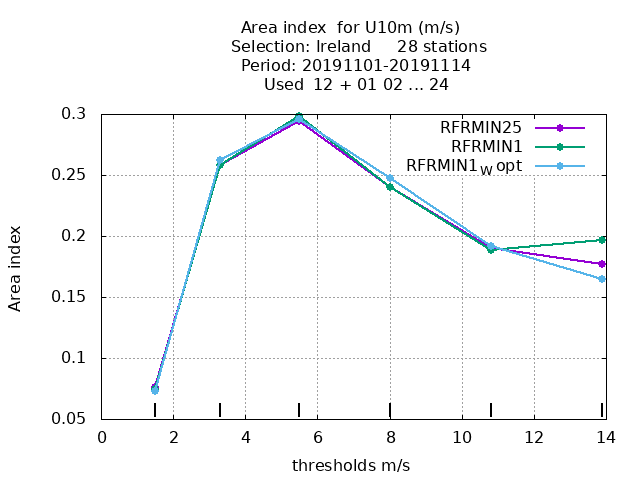 Area index  for U10m (m/s)
Selection: Ireland     28 stations
Period: 20191101-20191114
Used  12 + 01 02 ... 24
RFRMIN25
RFRMIN1
RFRMIN1W opt
0.3
0.25
0.2
0.15
0.1
0.05
Area index
0 2 4 6 8 10 12 14
thresholds m/s